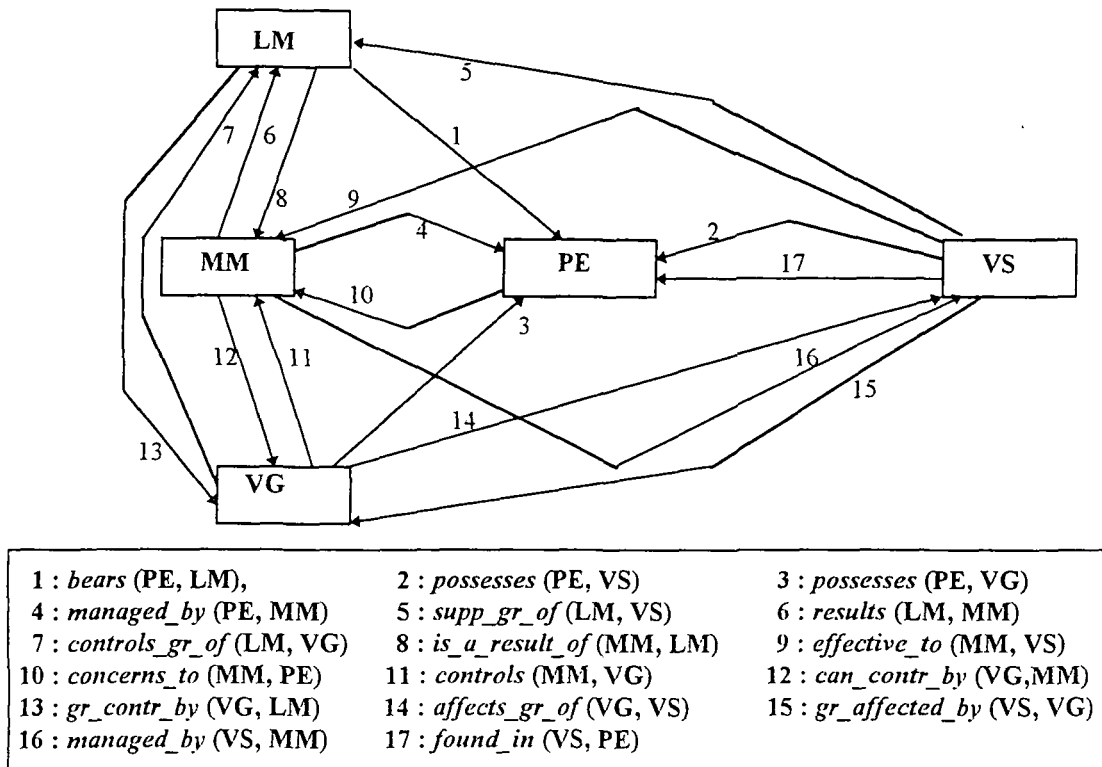 LM
5
7
6
1
8
9
4
2
MM
PE
VS
10
17
3
12
11
16
14
15
13
VG
1 : bears (PE, LM), 2 : possesses (PE, VS) 3 : possesses (PE, VG)
4 : managed_by (PE, MM) 5 : supp_gr_of (LM, VS) 6 : results (LM, MM)
7 : controls_gr_of (LM, VG) 8 : is_a_result_of (MM, LM) 9 : effective_to (MM, VS)
10 : concerns_to (MM, PE) 11 : controls (MM, VG) 12 : can_contr_by (VG,MM)
13 : gr_contr_by (VG, LM) 14 : affects_gr_of (VG, VS) 15 : gr_affected_by (VS, VG)
16 : managed_by (VS, MM) 17 : found_in (VS, PE)